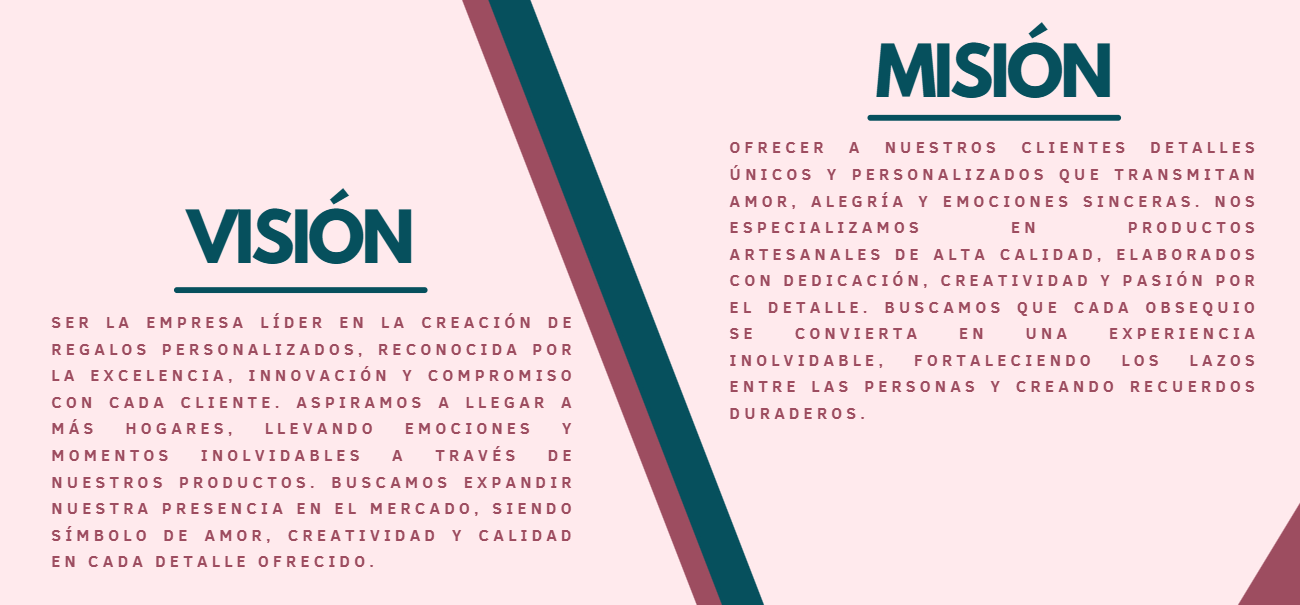 VISIÓN
SER LA EMPRESA LÍDER EN LA CREACIÓN DE
REGALOS PERSONALIZADOS, RECONOCIDA POR
LA EXCELENCIA, INNOVACIÓN Y COMPROMISO
CON CADA CLIENTE. ASPIRAMOS A LLEGAR A
MÁS HOGARES, LLEVANDO EMOCIONES Y
MOMENTOS INOLVIDABLES A TRAVÉS DE
NUESTROS PRODUCTOS. BUSCAMOS EXPANDIR
NUESTRA PRESENCIA EN EL MERCADO, SIENDO
SÍMBOLO DE AMOR, CREATIVIDAD Y CALIDAD
EN CADA DETALLE OFRECIDO.
MISIÓN
OFRECER A NUESTROS CLIENTES DETALLES
ÚNICOS Y PERSONALIZADOS QUE TRANSMITAN
AMOR, ALEGRÍA Y EMOCIONES SINCERAS. NOS
ESPECIALIZAMOS EN PRODUCTOS
ARTESANALES DE ALTA CALIDAD, ELABORADOS
CON DEDICACIÓN, CREATIVIDAD Y PASIÓN POR
EL DETALLE. BUSCAMOS QUE CADA OBSEQUIO
SE CONVIERTA EN UNA EXPERIENCIA
INOLVIDABLE, FORTALECIENDO LOS LAZOS
ENTRE LAS PERSONAS Y CREANDO RECUERDOS
DURADEROS.